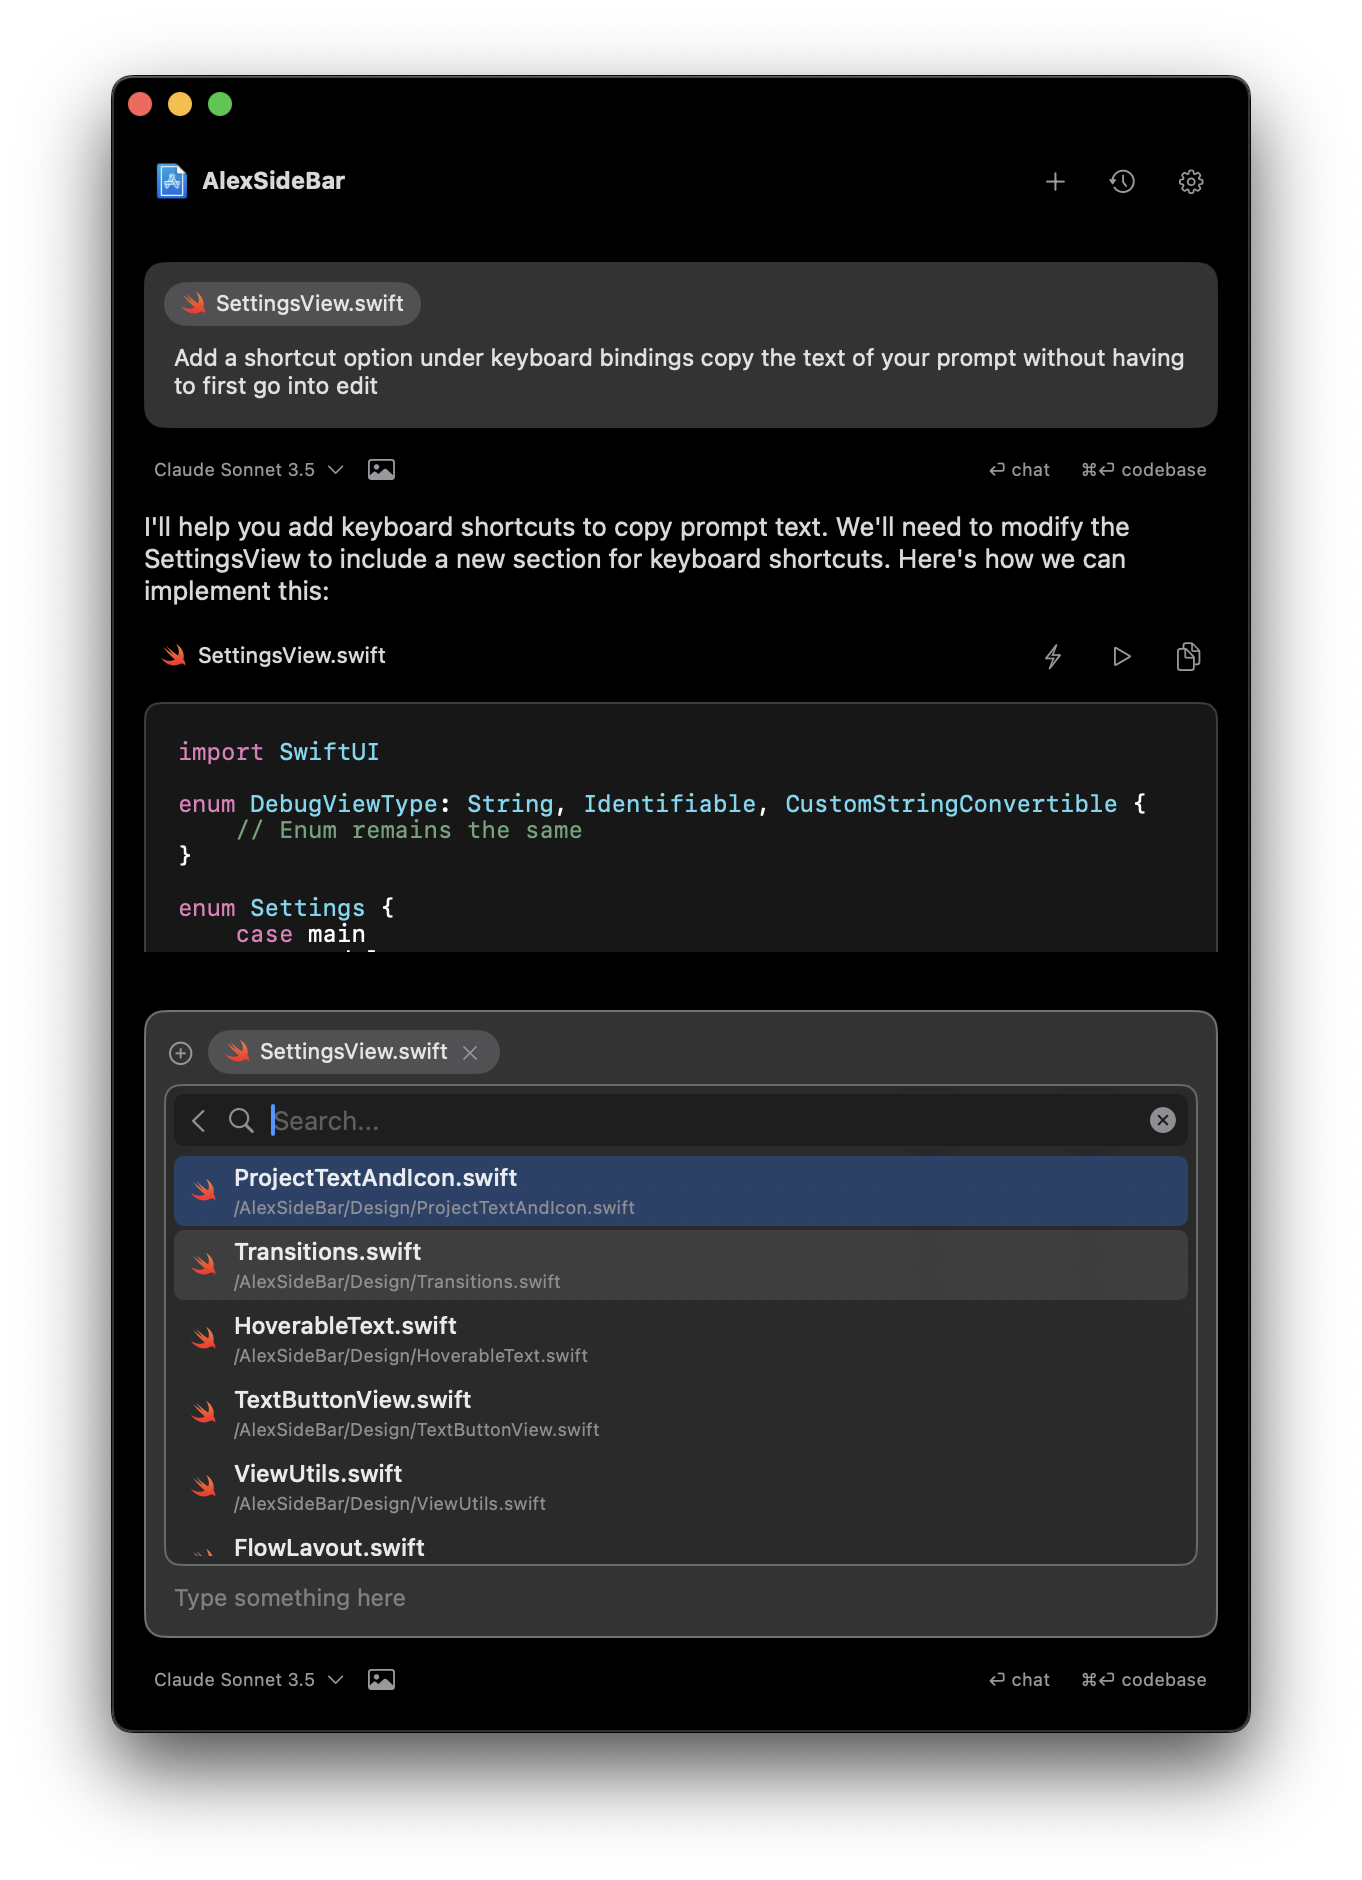 AlexSideBar
SettingsView.swift
Add a shortcut option under keyboard bindings copy the text of your prompt without having
to first go into edit
Claude Sonnet 3.5
⏎ chat ⌘⏎ codebase
I'll help you add keyboard shortcuts to copy prompt text. We'll need to modify the
SettingsView to include a new section for keyboard shortcuts. Here's how we can
implement this:
SettingsView.swift
import SwiftUI
enum DebugViewType: String, Identifiable, CustomStringConvertible {
// Enum remains the same
}
enum Settings {
case main
SettingsView.swift
Search...
ProjectTextAndIcon.swift
/AlexSideBar/Design/ProjectTextAndIcon.swift
Transitions.swift
/AlexSideBar/Design/Transitions.swift
HoverableText.swift
/AlexSideBar/Design/HoverableText.swift
TextButtonView.swift
/AlexSideBar/Design/TextButtonView.swift
ViewUtils.swift
/AlexSideBar/Design/ViewUtils.swift
FlowLayout.swift
Type something here
Claude Sonnet 3.5
⏎ chat ⌘⏎ codebase